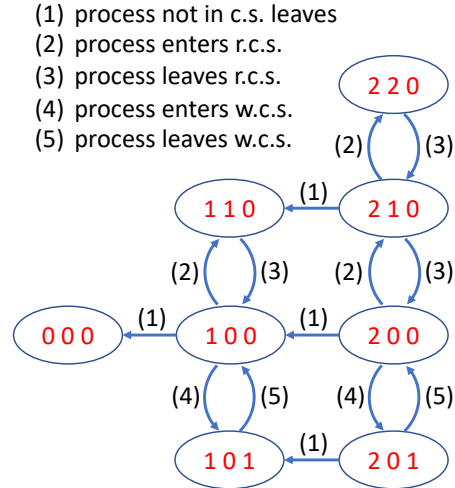 (1) process not in c.s. leaves
(2) process enters r.c.s.
(3) process leaves r.c.s.
(4) process enters w.c.s.
(5) process leaves w.c.s.
2 2 0
(2) (3)
1 1 0 (1) 2 1 0
(2) (3) (2) (3)
0 0 0 (1) 1 0 0 (1) 2 0 0
(4) (5) (4) (5)
1 0 1 (1) 2 0 1